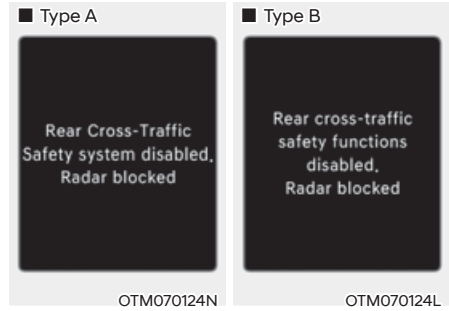 ■ Type A
Rear Cross-Traffic
Safety system disabled.
Radar blocked
OTM070124N
■ Type B
Rear cross-traffic
safety functions
disabled.
Radar blocked
OTM070124L